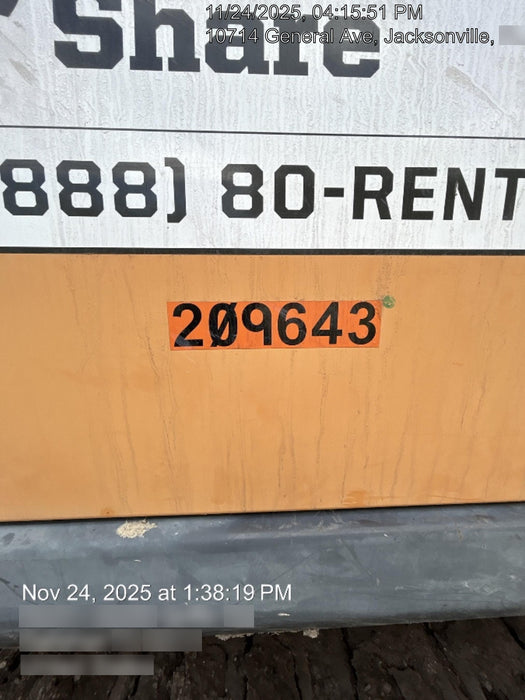 11/24/2025, 04:15:51 PM
10714 General Ave, Jacksonville,
Share
888) 80-RENT
209643
Nov 24, 2025 at 1:38:19 PM